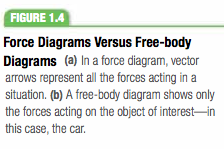 FIGURE 1.4
Force Diagrams Versus Free-body
Diagrams (a) In a force diagram, vector
arrows represent all the forces acting in a
situation. (b) A free-body diagram shows only
the forces acting on the object of interest—in
this case, the car.